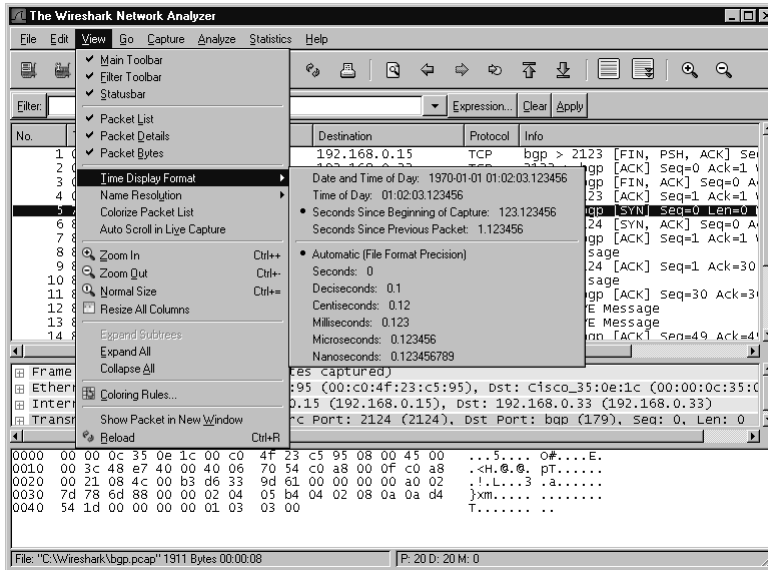 The Wireshark Network Analyzer
File Edit View Go Capture Analyze Statistics Help
Main Toolbar
Filter Toolbar
Statusbar
Packet List
Packet Details
Packet Bytes
Time Display Format
Name Resolution
Colorize Packet List
Auto Scroll in Live Capture
Zoom In Ctrl++
Zoom Out Ctrl+-
Normal Size Ctrl+=
Resize All Columns
Expand Subtrees
Expand All
Collapse All
Coloring Rules...
Show Packet in New Window
Reload Ctrl+R
Filter: Expression... Clear Apply
No. Destination Protocol Info
1 192.168.0.15 TCP bgp > 2123 [FIN, PSH, ACK]
2 [ACK] Seq=0 Ack=1
3 [FIN, ACK] Seq=0
4 [ACK] Seq=1 Ack=1
5 bgp [SYN] Seq=0 Len=0
6 [SYN, ACK] Seq=0
7 bgp [ACK] Seq=1 Ack=1
8
9 [ACK] Seq=1 Ack=30
10
11 bgp [ACK] Seq=30
12 Message
13 Message
14 [ACK] Seq=49
Date and Time of Day: 1970-01-01 01:02:03.123456
Time of Day: 01:02:03.123456
Seconds Since Beginning of Capture: 123.123456
Seconds Since Previous Packet: 1.123456
Automatic (File Format Precision)
Seconds: 0
Deciseconds: 0.1
Centiseconds: 0.12
Milliseconds: 0.123
Microseconds: 0.123456
Nanoseconds: 0.123456789
Frame captured)
:95 (00:c0:4f:23:c5:95), Dst: Cisco_35:0e:1c
(192.168.0.15), Dst: 192.168.0.33 (192.168.0.33)
Port: 2124 (2124), Dst Port: bgp (179), Seq: 0, Len: 0
0000 00 00 0c 35 0e 1c 00 c0 4f 23 c5 95 08 00 45 00 ...5.... O#....E.
0010 00 3c 48 e7 40 00 40 06 70 54 c0 a8 00 0f c0 a8 .<H.@.@. pT......
0020 00 21 08 4c 00 b3 d6 33 9d 61 00 00 00 00 a0 02 .!.L...3 .a......
0030 7d 78 6d 88 00 00 02 04 05 b4 04 02 08 0a 0a d4 }xm..... ........
0040 54 1d 00 00 00 00 01 03 03 00 T....... ..
File: "C:\Wireshark\bgp.pcap" 1911 Bytes 00:00:08 P: 20 D: 20 M: 0